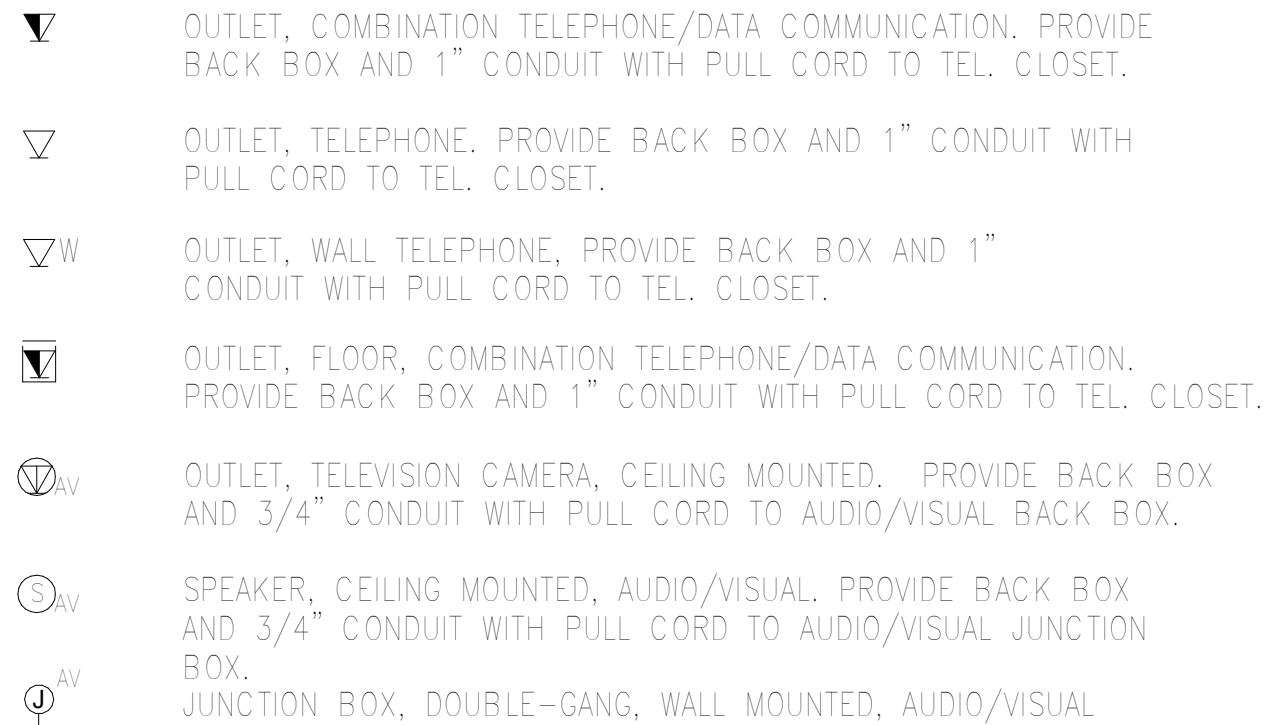 OUTLET, COMBINATION TELEPHONE/DATA COMMUNICATION. PROVIDE
BACK BOX AND 1” CONDUIT WITH PULL CORD TO TEL. CLOSET.
OUTLET, TELEPHONE. PROVIDE BACK BOX AND 1” CONDUIT WITH
PULL CORD TO TEL. CLOSET.
W OUTLET, WALL TELEPHONE, PROVIDE BACK BOX AND 1”
CONDUIT WITH PULL CORD TO TEL. CLOSET.
OUTLET, FLOOR, COMBINATION TELEPHONE/DATA COMMUNICATION.
PROVIDE BACK BOX AND 1” CONDUIT WITH PULL CORD TO TEL. CLOSET.
AV OUTLET, TELEVISION CAMERA, CEILING MOUNTED. PROVIDE BACK BOX
AND 3/4” CONDUIT WITH PULL CORD TO AUDIO/VISUAL BACK BOX.
S AV SPEAKER, CEILING MOUNTED, AUDIO/VISUAL. PROVIDE BACK BOX
AND 3/4” CONDUIT WITH PULL CORD TO AUDIO/VISUAL JUNCTION
BOX.
AV
J JUNCTION BOX, DOUBLE-GANG, WALL MOUNTED, AUDIO/VISUAL